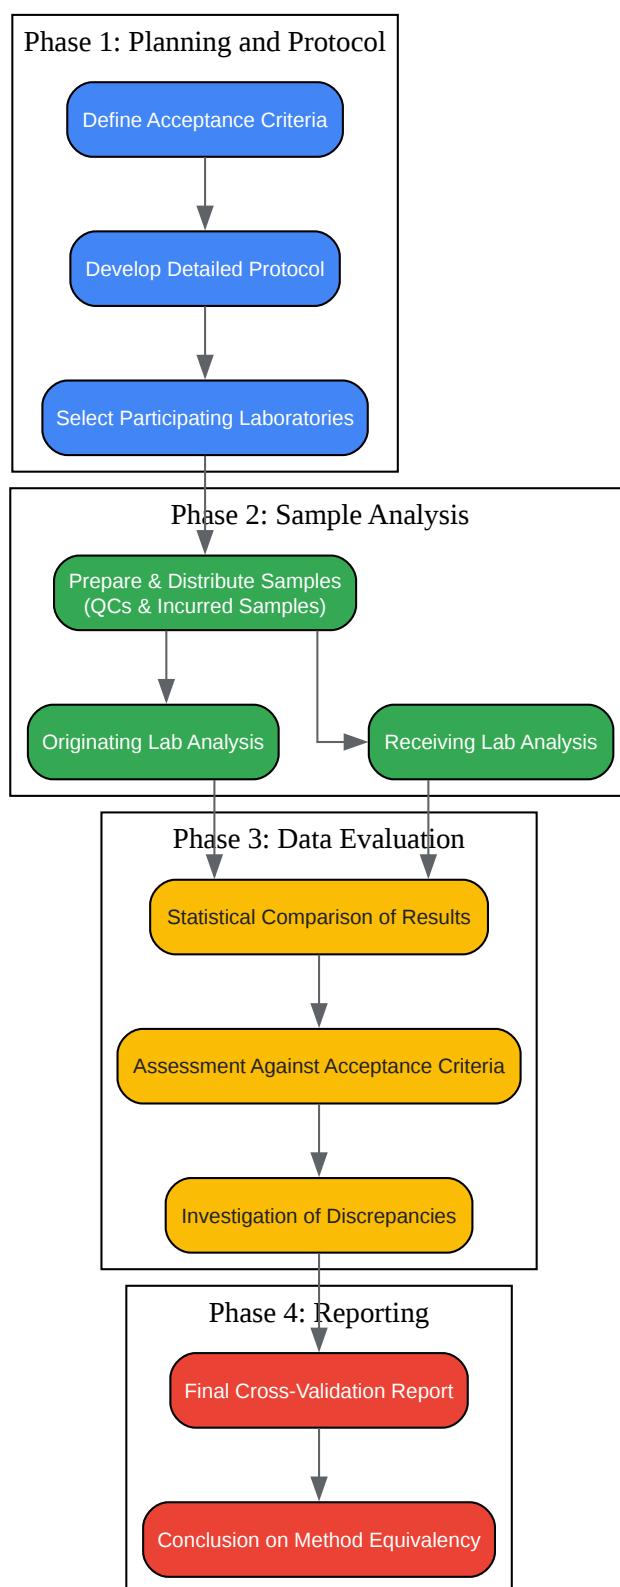 Phase 1: Planning and Protocol
Define Acceptance Criteria
Develop Detailed Protocol
Select Participating Laboratories
Phase 2: Sample Analysis
Prepare & Distribute Samples
(QCs & Incurred Samples)
Originating Lab Analysis
Receiving Lab Analysis
Phase 3: Data Evaluation
Statistical Comparison of Results
Assessment Against Acceptance Criteria
Investigation of Discrepancies
Phase 4: Reporting
Final Cross-Validation Report
Conclusion on Method Equivalency